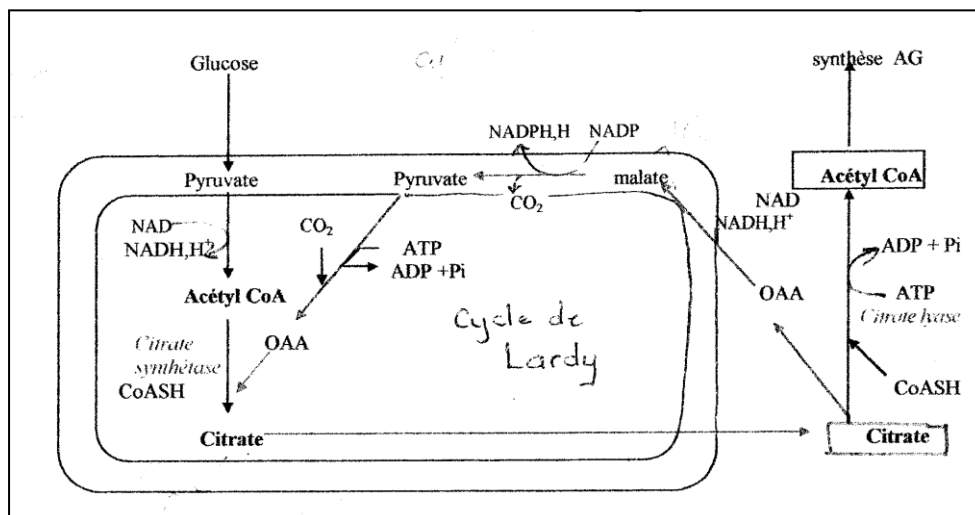 Glucose
synthèse AG
NADPH,H NADP
Pyruvate
Pyruvate
malate
Acétyl CoA
CO₂
NAD
NADH,H⁺
NAD
NADH,H⁺
CO₂
ATP
ADP +Pi
ADP + Pi
ATP
Citrate lyase
Acétyl CoA
OAA
OAA
Cycle de
Lardy
Citrate
synthétase
CoASH
CoASH
Citrate
Citrate